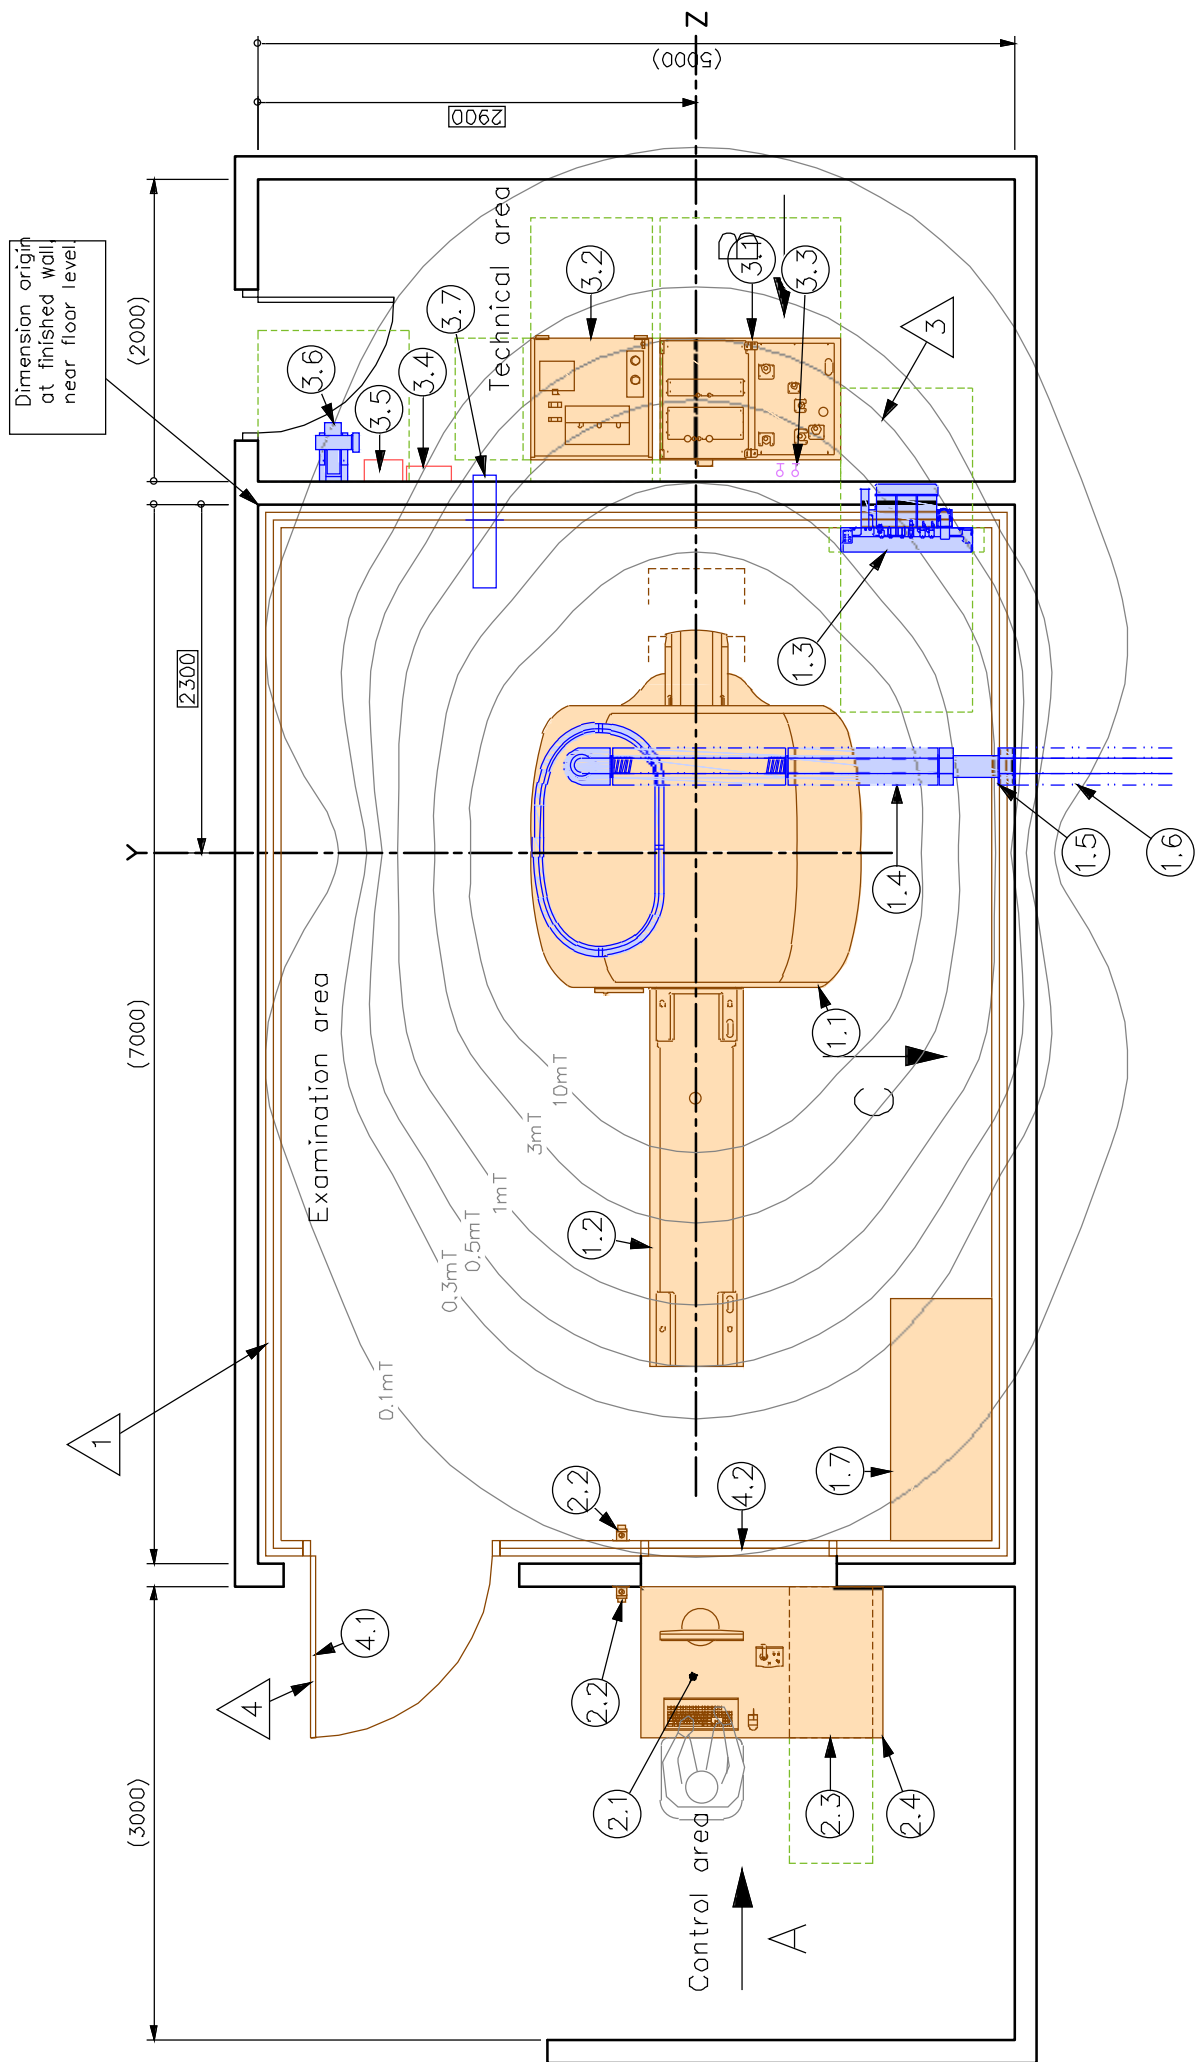 Z
(5000)
2900
Dimension origin
at finished wall,
near floor level.
(2000)
Technical area
B
3.1
3.2
3.3
3.7
3.6
3.4
3.5
3
2300
1.3
Y
1.4
1.5
1.6
(7000)
Examination area
1.1
C
10mT
3mT
1mT
0.5mT
0.3mT
0.1mT
1.2
1
1.7
2.2
4.2
4.1
4
2.2
2.1
2.3
2.4
(3000)
Control area
A